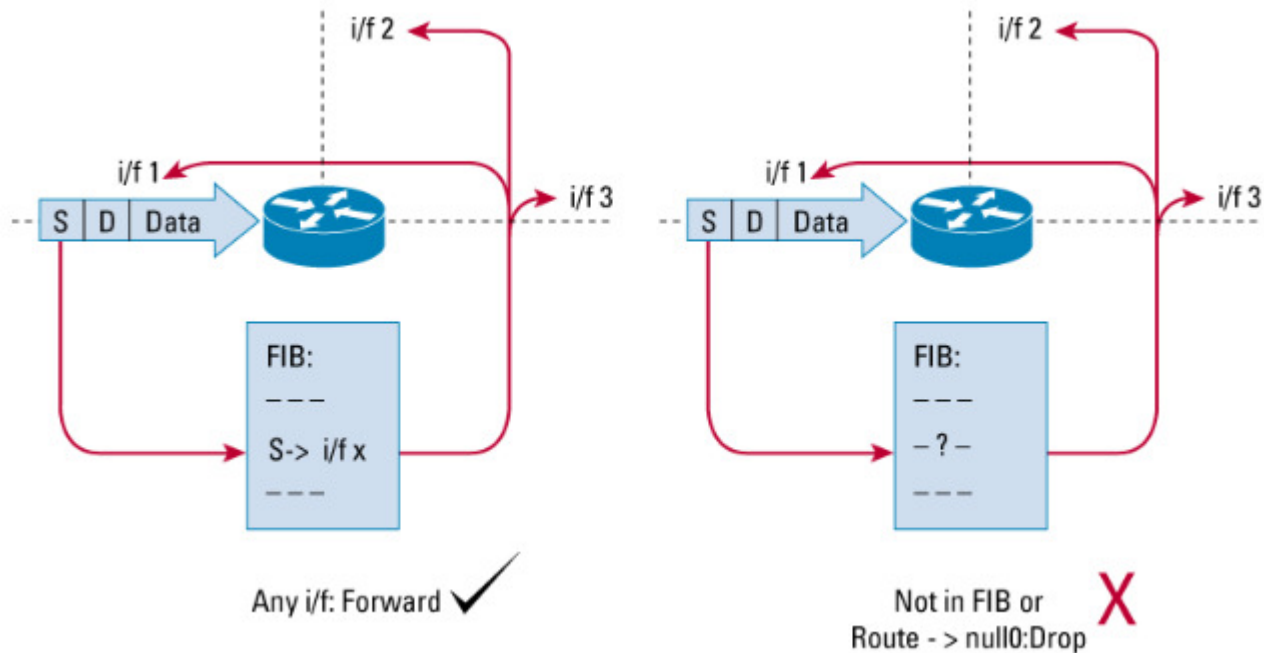 i/f 2
i/f 1
i/f 3
S D Data
FIB:
– – –
S-> i/f x
– – –
Any i/f: Forward
i/f 2
i/f 1
i/f 3
S D Data
FIB:
– – –
– ? –
– – –
Not in FIB or
Route - > null0:Drop
X